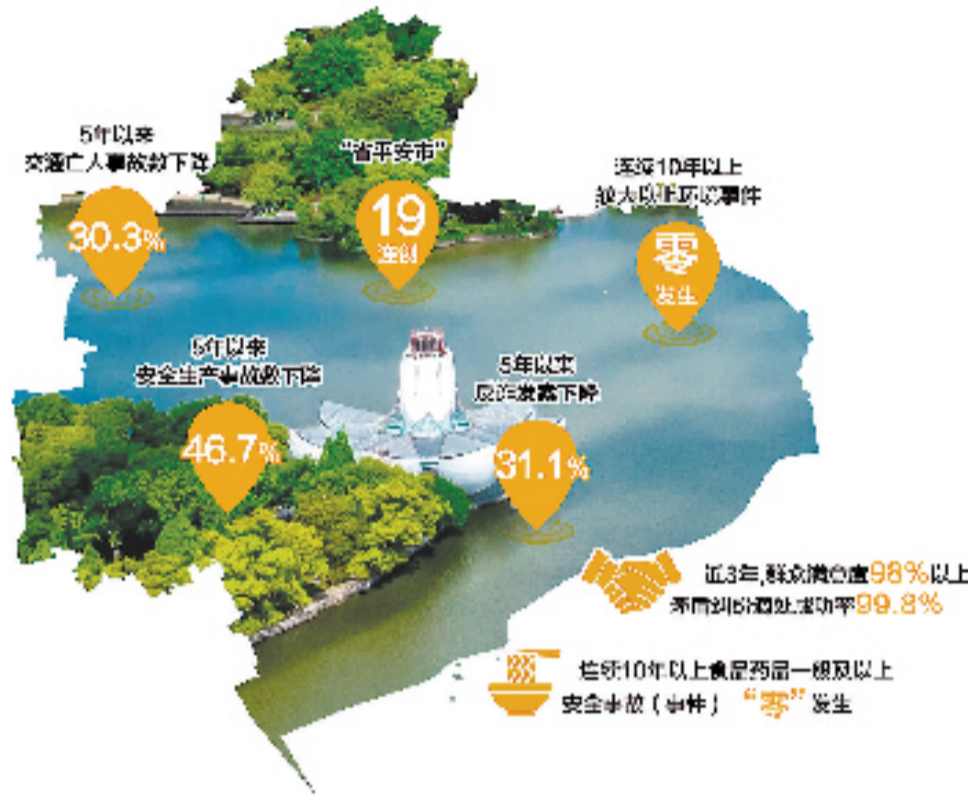 5年以来
交通亡人事故数下降
30.3%
“省平安市”
19
连创
连续10年以上
较大以上环境事件
零
发生
5年以来
安全生产事故数下降
46.7%
5年以来
反诈发案下降
31.1%
近3年,群众满意度98%以上
矛盾纠纷调处成功率99.8%
连续10年以上食品药品一般及以上
安全事故（事件）“零”发生